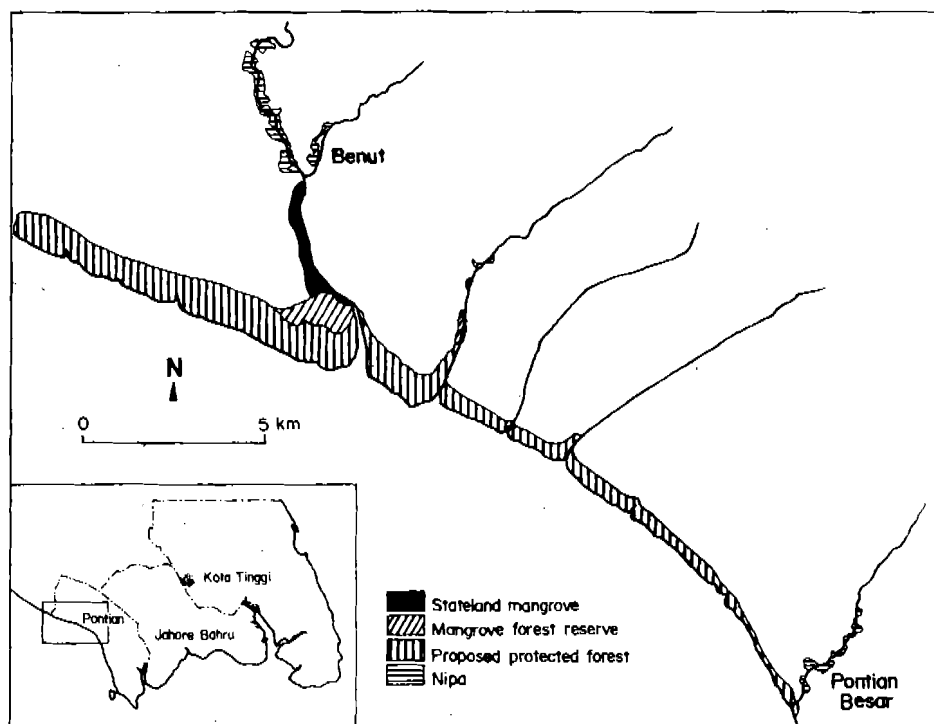 Benut
N
0 5 km
Kota Tinggi
Pontian
Jahore Bahru
Stateland mangrove
Mangrove forest reserve
Proposed protected forest
Nipa
Pontian
Besar